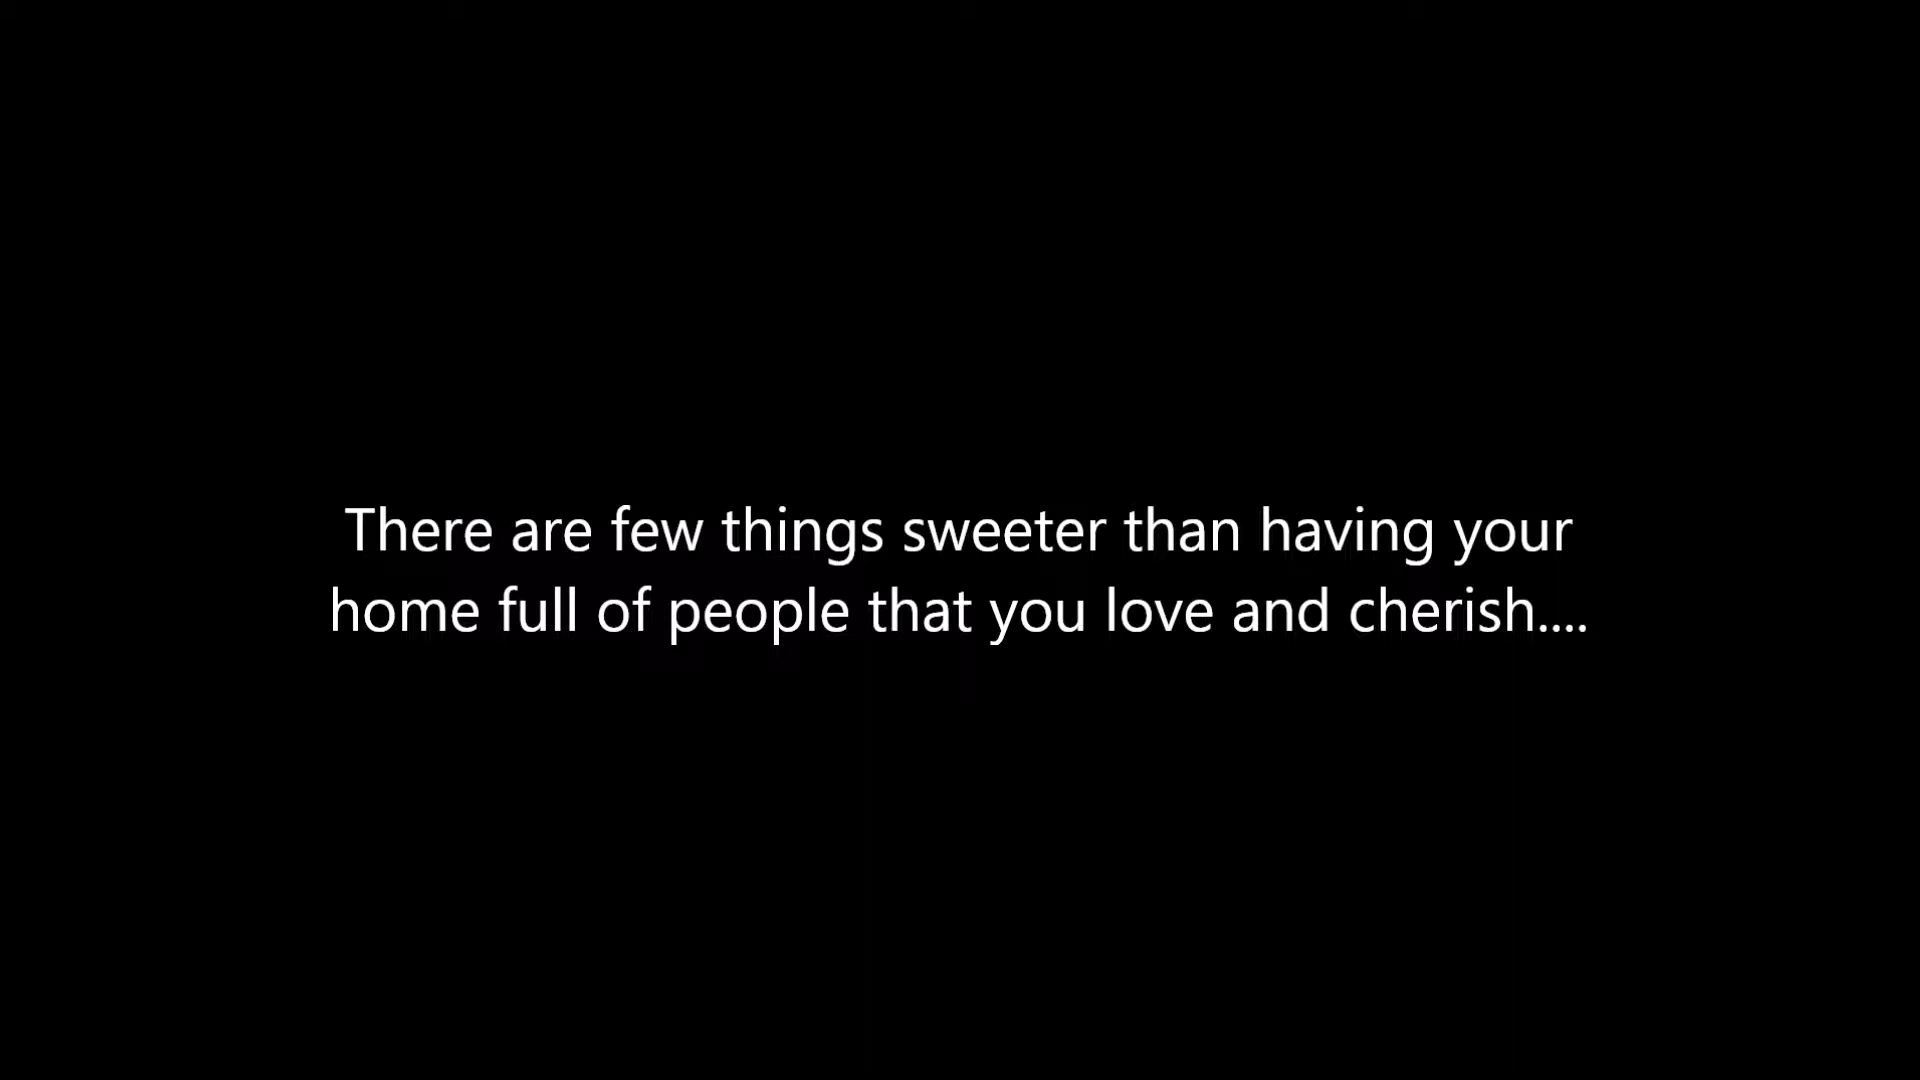 There are few things sweeter than having your
home full of people that you love and cherish....